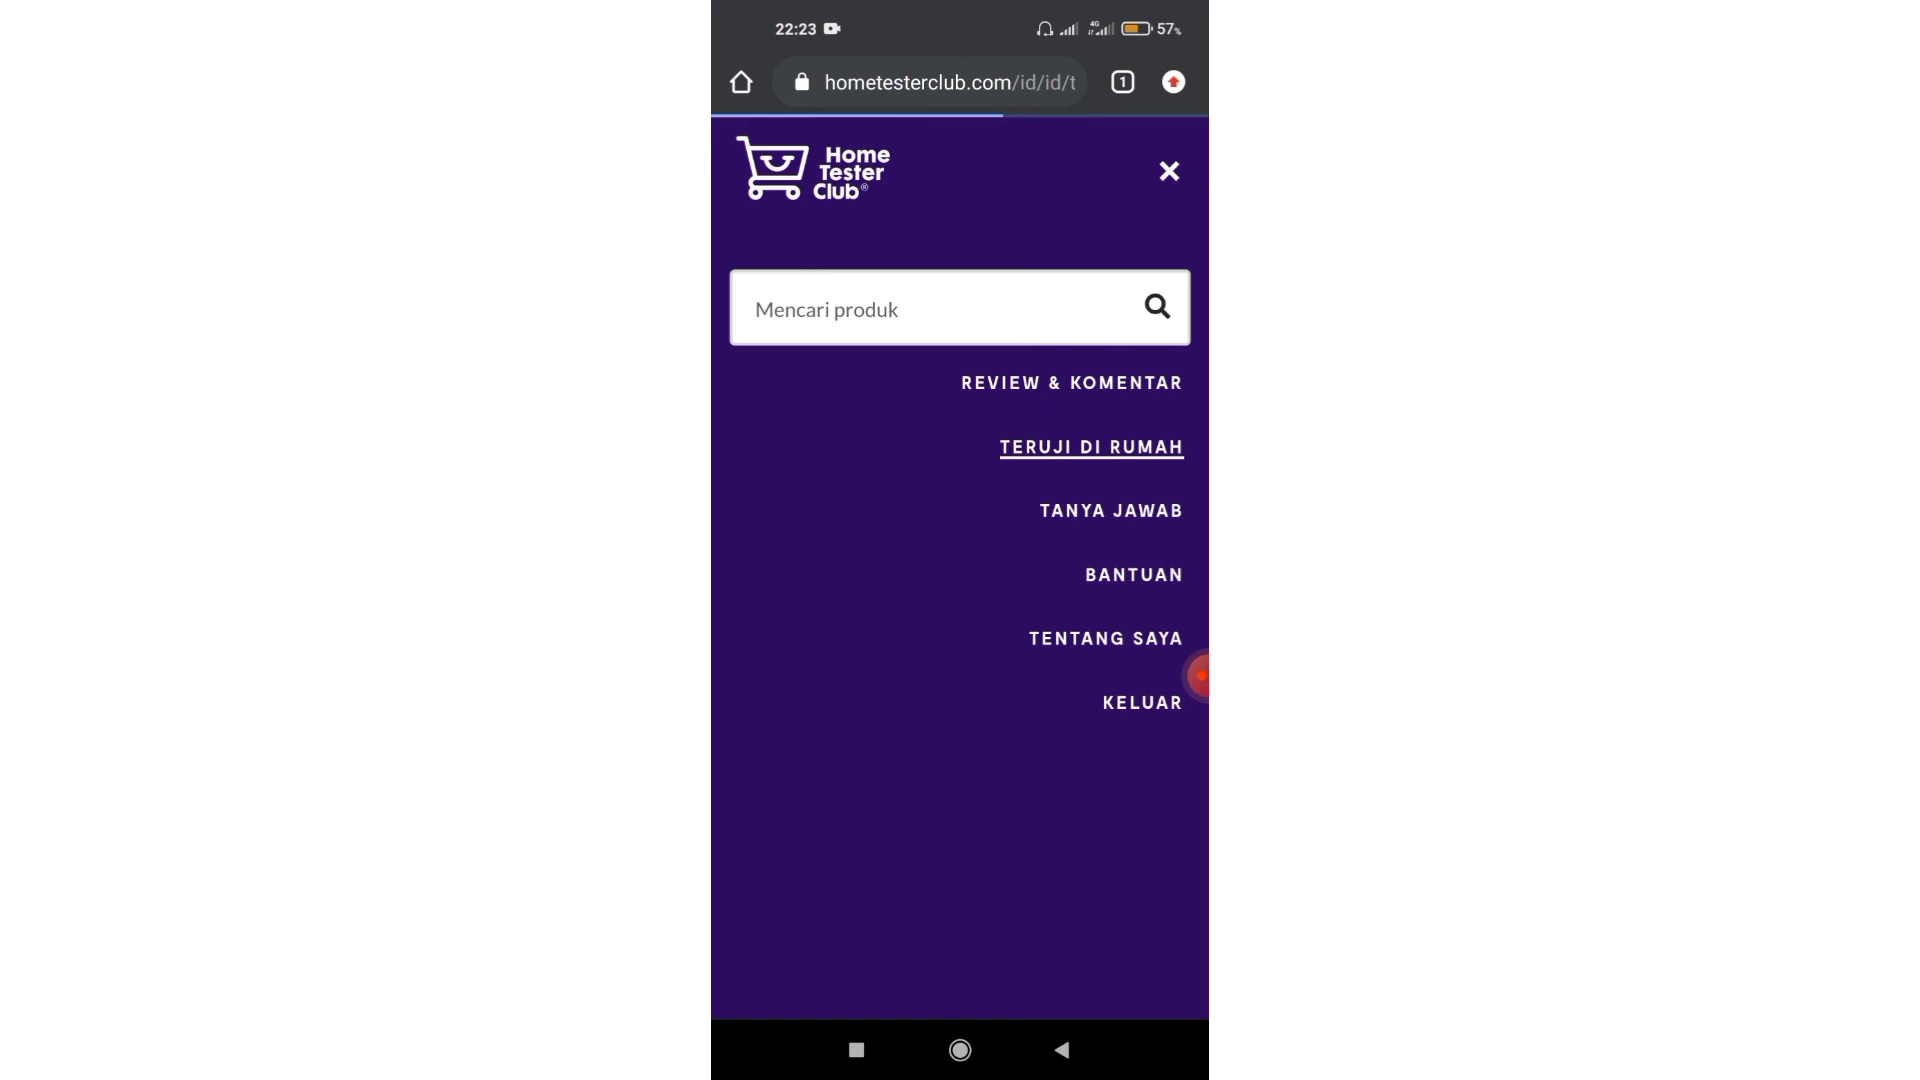 22:23 4G 57%
hometesterclub.com/id/id/t 1
Home
Tester
Club®
Mencari produk
REVIEW & KOMENTAR
TERUJI DI RUMAH
TANYA JAWAB
BANTUAN
TENTANG SAYA
KELUAR